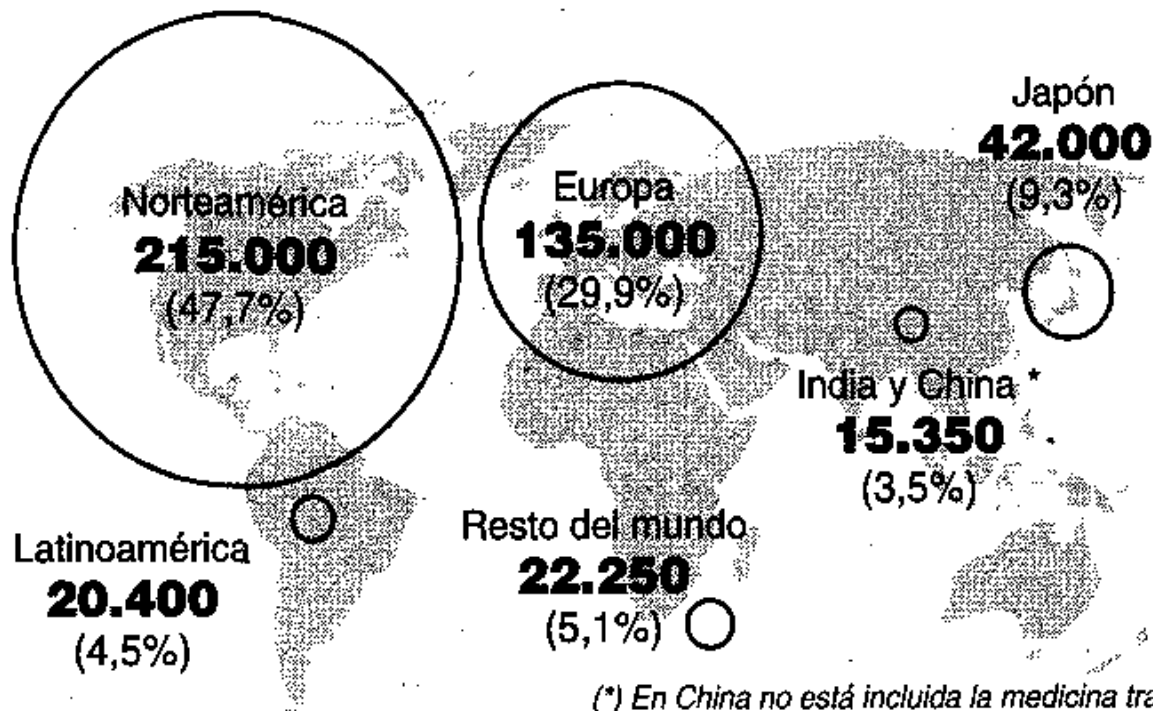 Norteamérica
215.000
(47,7%)
Europa
135.000
(29,9%)
Japón
42.000
(9,3%)
India y China *
15.350
(3,5%)
Latinoamérica
20.400
(4,5%)
Resto del mundo
22.250
(5,1%)
(*) En China no está incluida la medicina